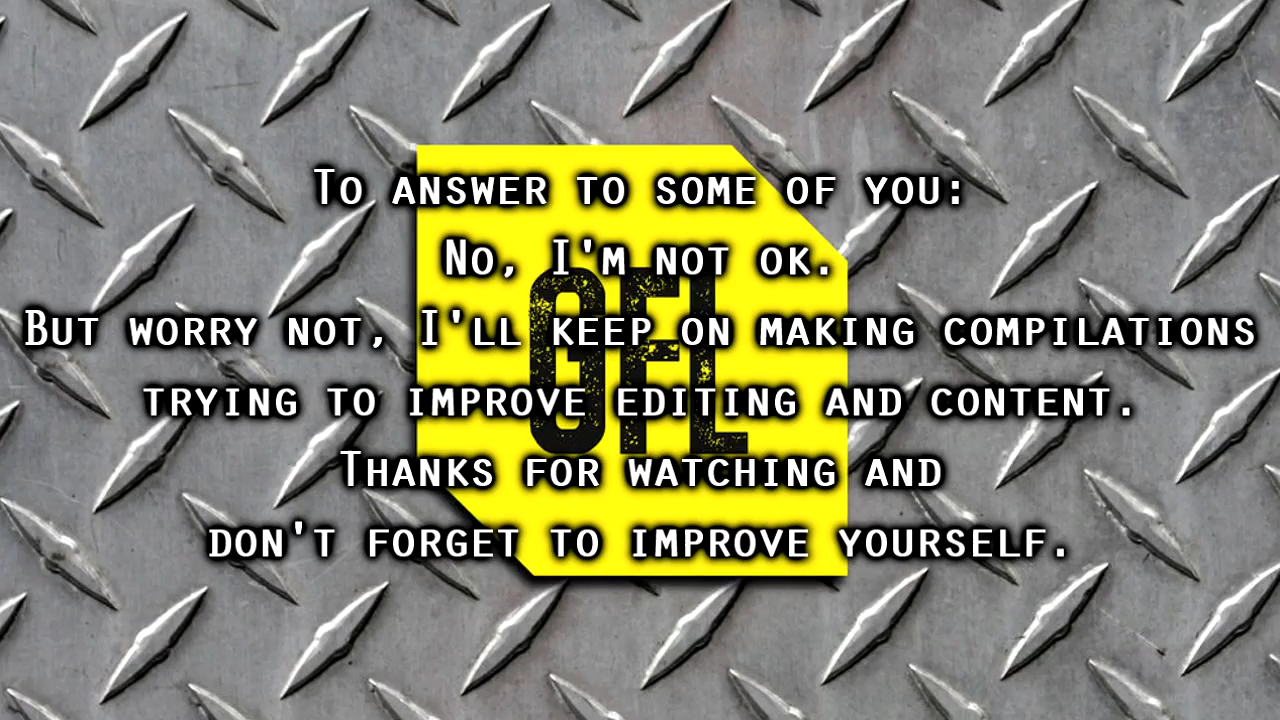 To answer to some of you:
No, I'm not ok.
But worry not, I'll keep on making compilations
trying to improve editing and content.
Thanks for watching and
don't forget to improve yourself.
GFL